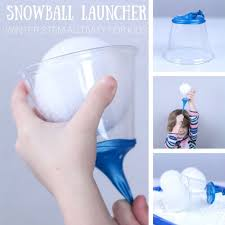 SNOWBALL LAUNCHER
WINTER STEM ACTIVITY FOR KIDS